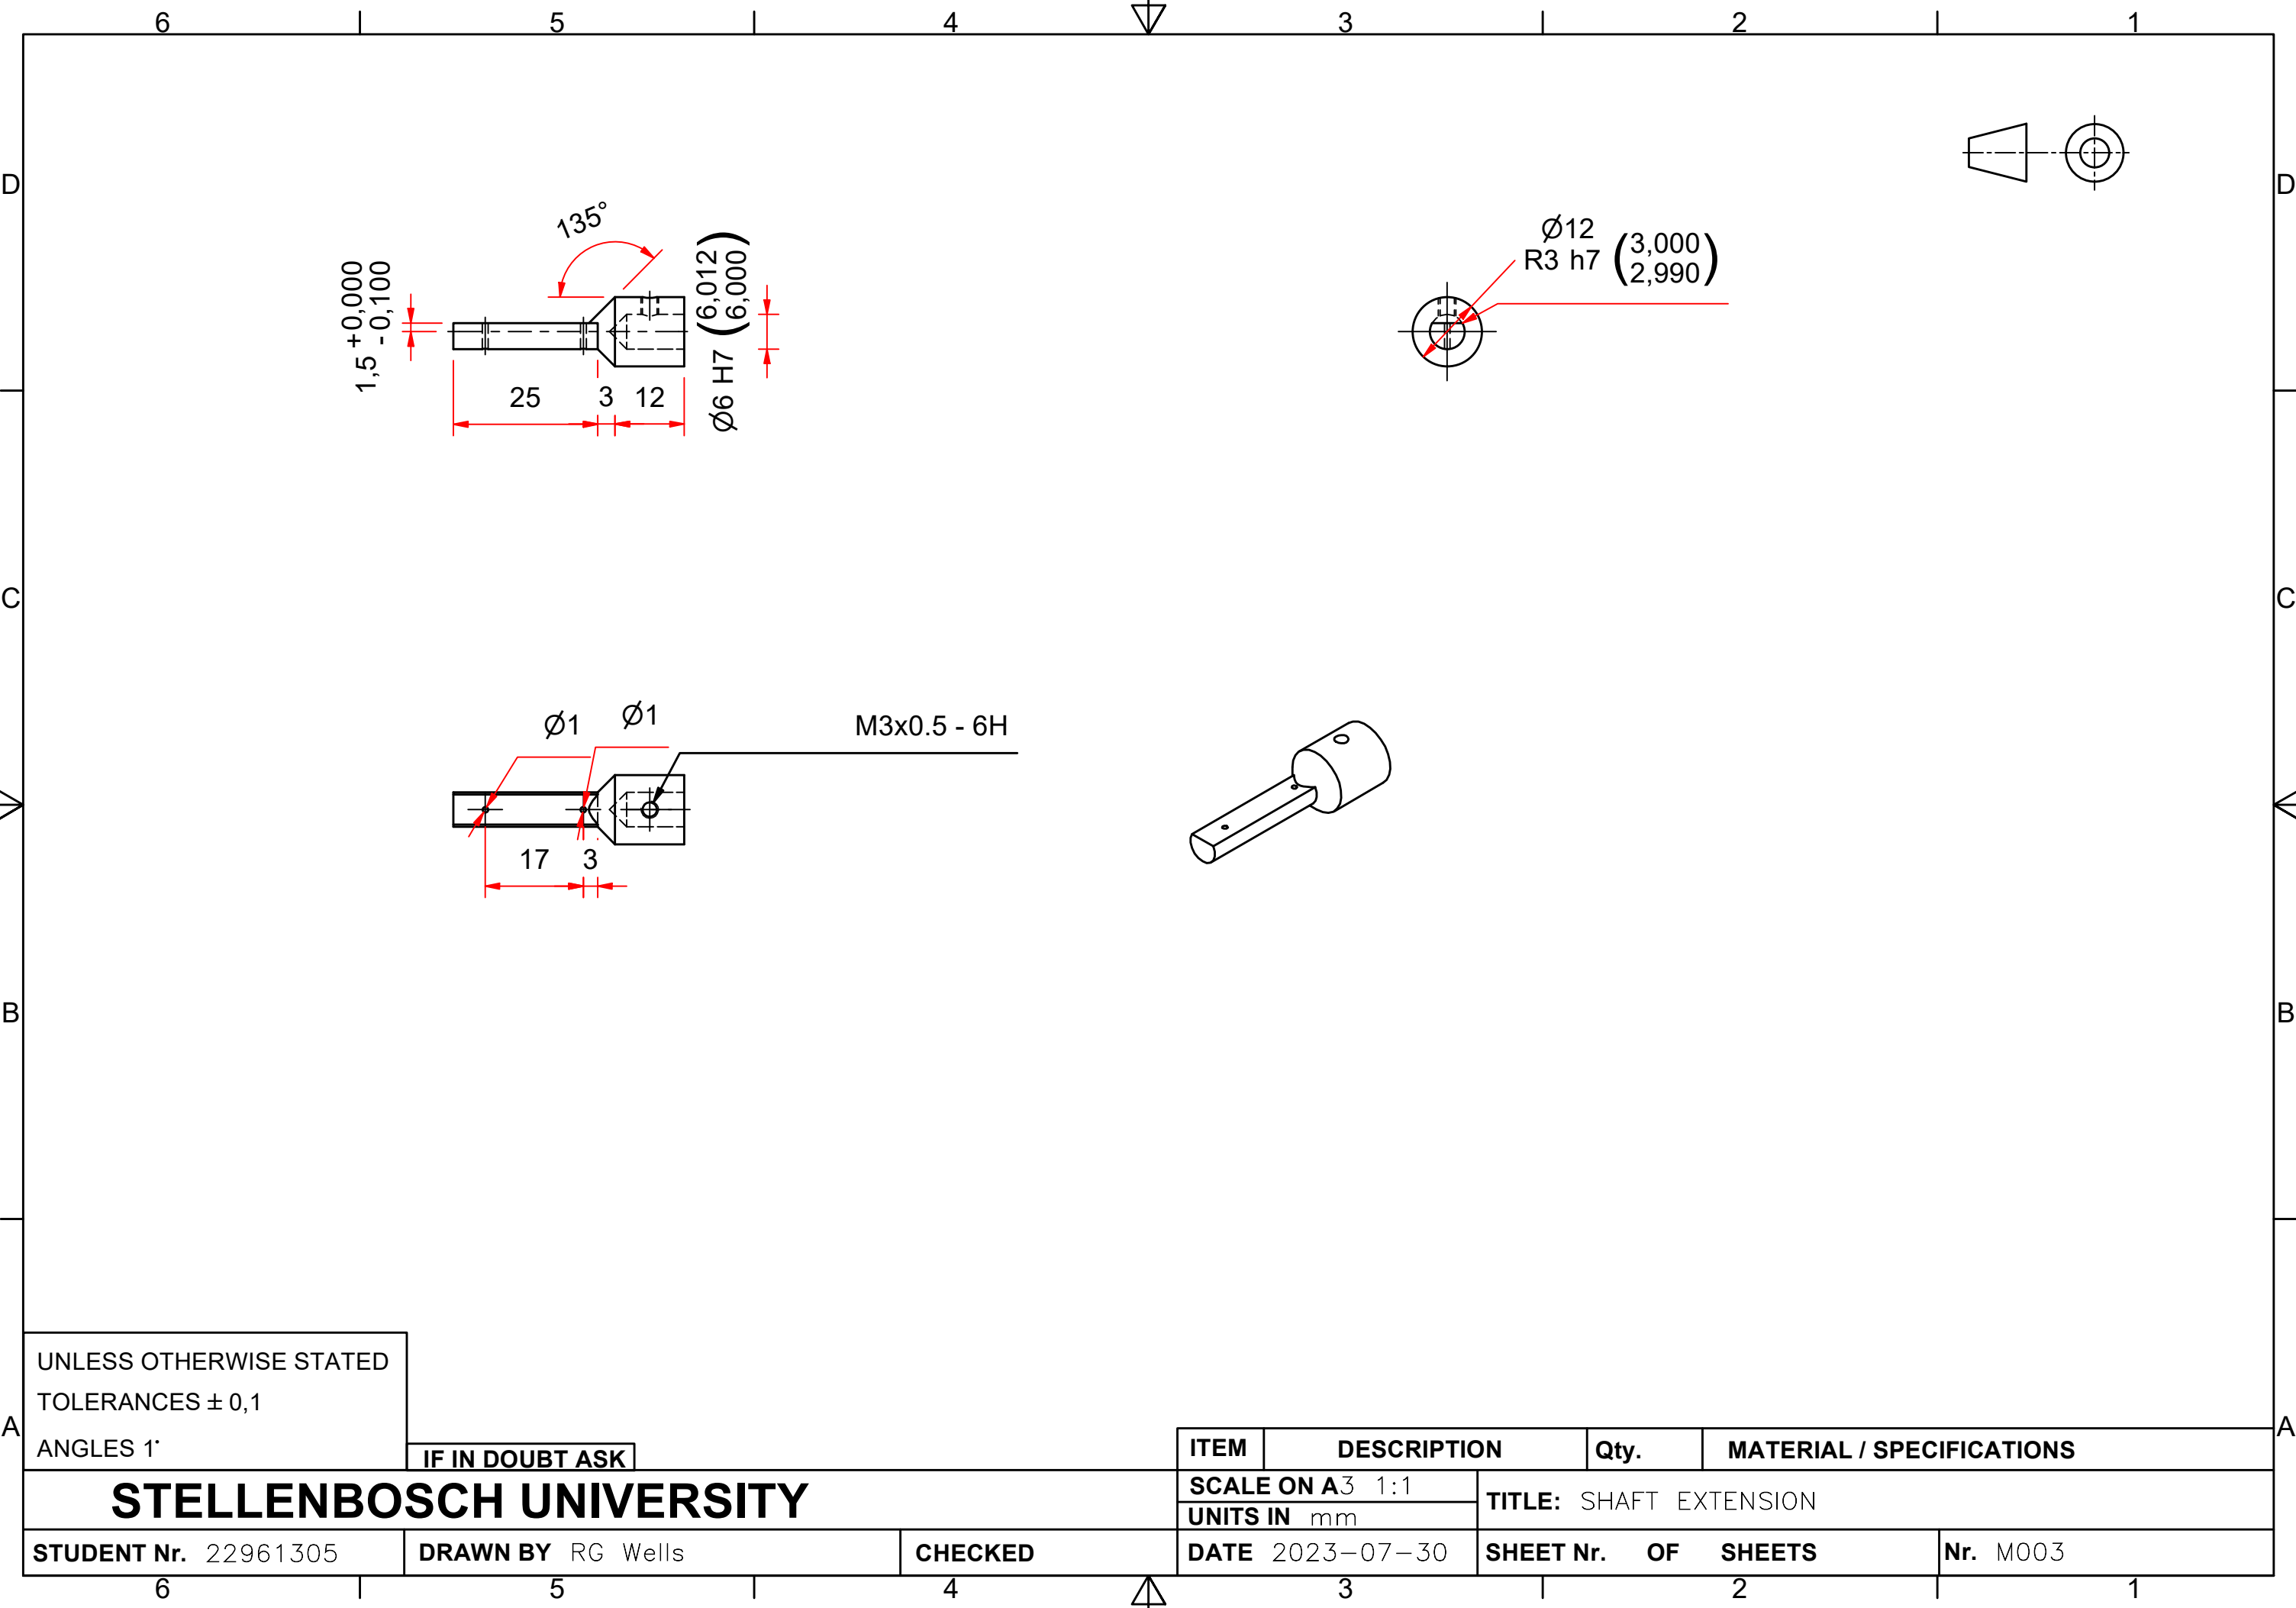 6 5 4 3 2 1
D D
135°
1,5 +0,000
- 0,100
Ø6 H7 (6,012
6,000)
25 3 12
Ø12
R3 h7 (3,000
2,990)
C C
Ø1 Ø1 M3x0.5 - 6H
17 3
B B
UNLESS OTHERWISE STATED
TOLERANCES ± 0,1
ANGLES 1°
A A
IF IN DOUBT ASK
ITEM DESCRIPTION Qty. MATERIAL / SPECIFICATIONS
STELLENBOSCH UNIVERSITY
SCALE ON A3 1:1
UNITS IN mm
TITLE: SHAFT EXTENSION
STUDENT Nr. 22961305 DRAWN BY RG Wells CHECKED DATE 2023-07-30 SHEET Nr. OF SHEETS Nr. M003
6 5 4 3 2 1